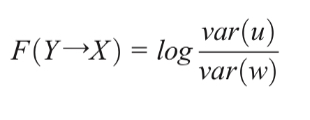 F(Y→X) = log var(u) / var(w)